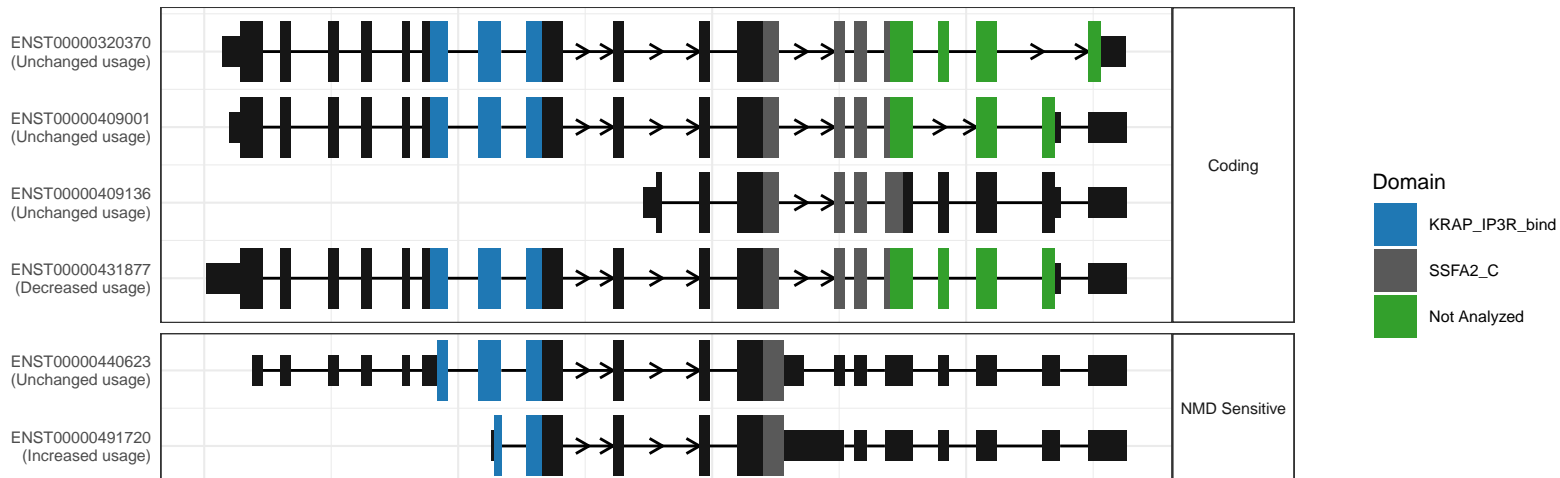 ENST00000320370
(Unchanged usage)
ENST00000409001
(Unchanged usage)
ENST00000409136
(Unchanged usage)
ENST00000431877
(Decreased usage)
Coding
ENST00000440623
(Unchanged usage)
ENST00000491720
(Increased usage)
NMD Sensitive
Domain
KRAP_IP3R_bind
SSFA2_C
Not Analyzed